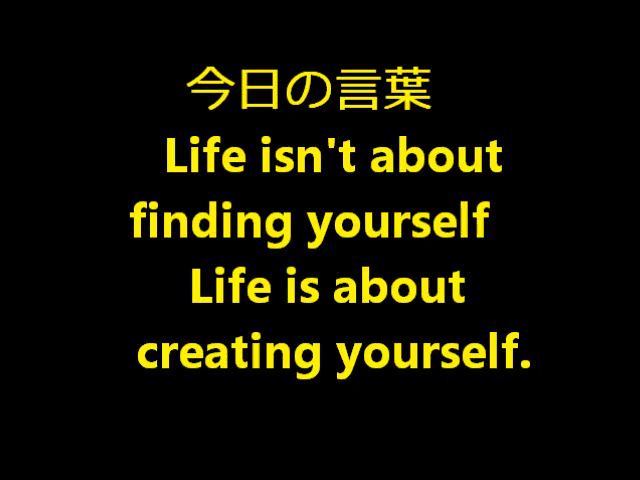 今日の言葉
Life isn't about
finding yourself
Life is about
creating yourself.